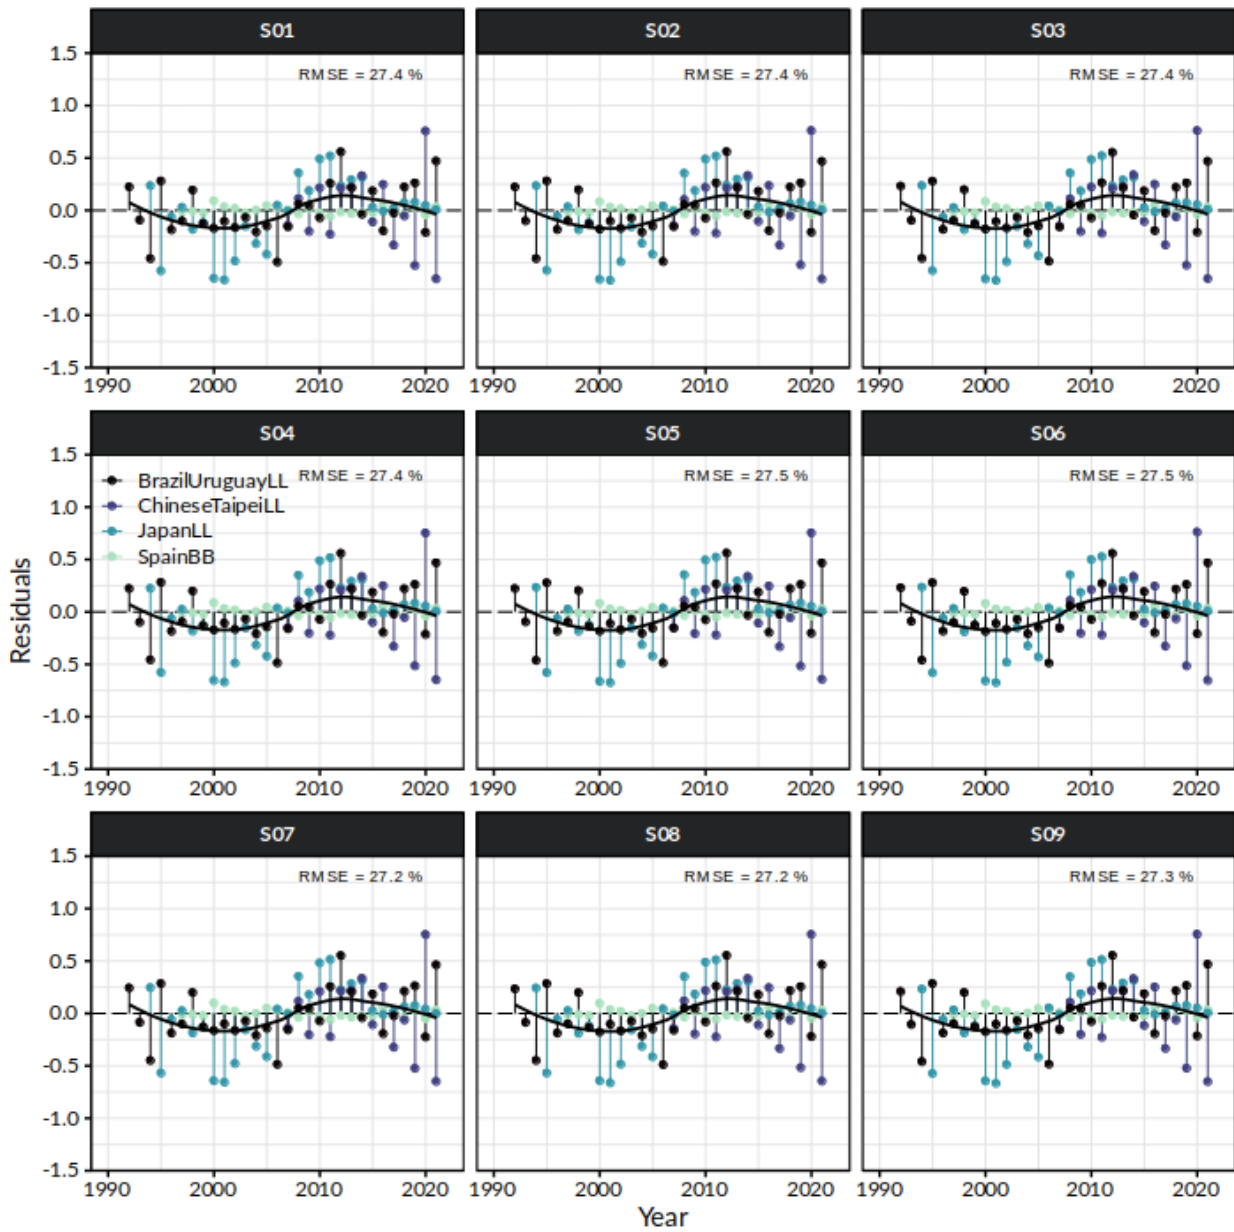 S01 S02 S03
RMSE = 27.4 % RMSE = 27.4 % RMSE = 27.4 %
1.5
1.0
0.5
0.0
-0.5
-1.0
-1.5
1990 2000 2010 2020 1990 2000 2010 2020 1990 2000 2010 2020
S04 S05 S06
RMSE = 27.4 % RMSE = 27.5 % RMSE = 27.5 %
BrazilUruguayLL
ChineseTaipeiLL
JapanLL
SpainBB
Residuals
1.5
1.0
0.5
0.0
-0.5
-1.0
-1.5
1990 2000 2010 2020 1990 2000 2010 2020 1990 2000 2010 2020
S07 S08 S09
RMSE = 27.2 % RMSE = 27.2 % RMSE = 27.3 %
1.5
1.0
0.5
0.0
-0.5
-1.0
-1.5
1990 2000 2010 2020 1990 2000 2010 2020 1990 2000 2010 2020
Year